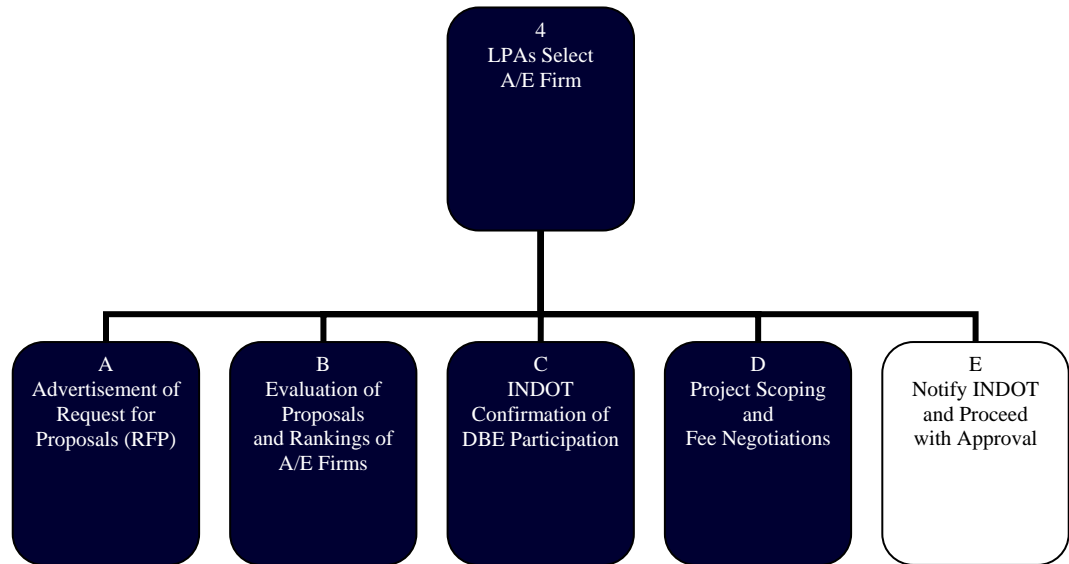 4
LPAs Select
A/E Firm
A
Advertisement of
Request for
Proposals (RFP)
B
Evaluation of
Proposals
and Rankings of
A/E Firms
C
INDOT
Confirmation of
DBE Participation
D
Project Scoping
and
Fee Negotiations
E
Notify INDOT
and Proceed
with Approval